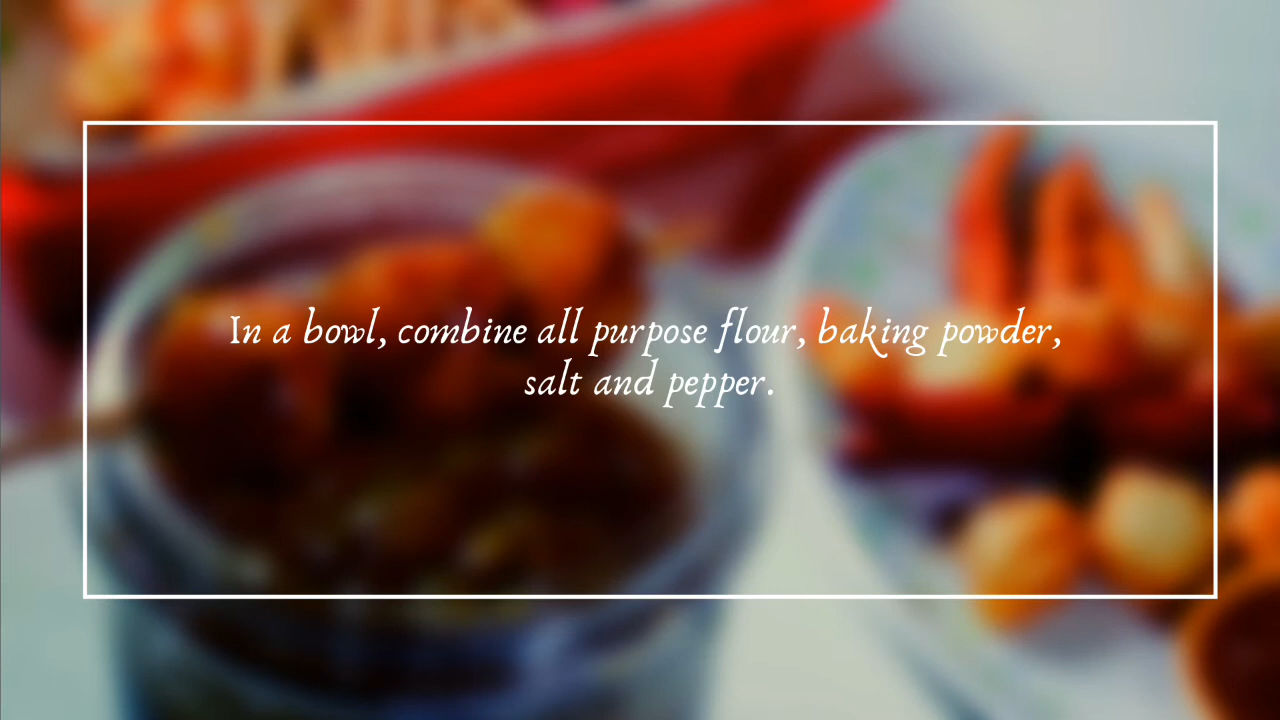 In a bowl, combine all purpose flour, baking powder,
salt and pepper.